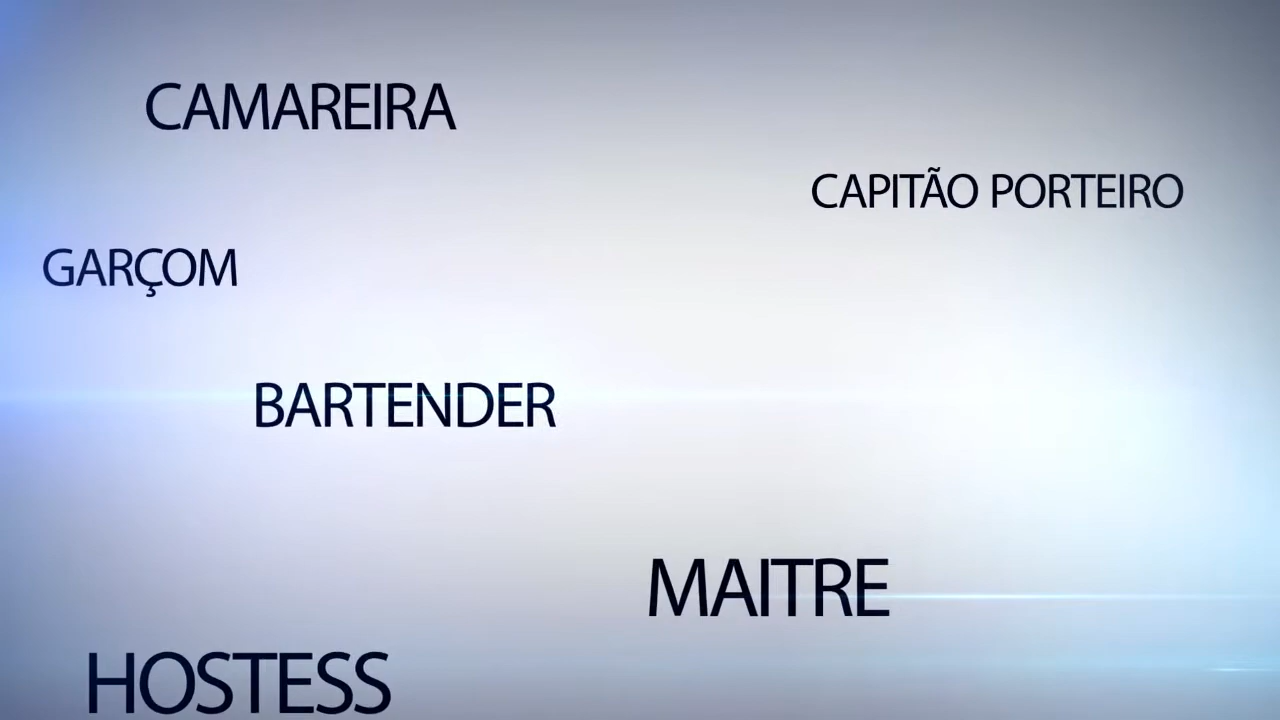 CAMAREIRA
CAPITÃO PORTEIRO
GARÇOM
BARTENDER
MAITRE
HOSTESS